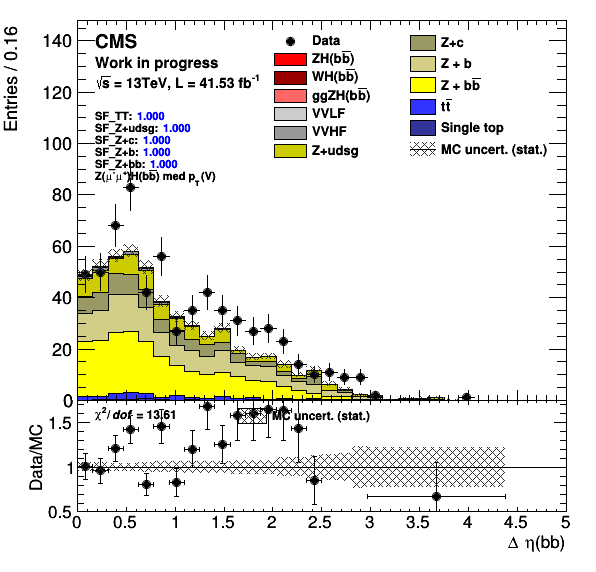 CMS
Work in progress
√s = 13TeV, L = 41.53 fb⁻¹
SF_TT: 1.000
SF_Z+udsg: 1.000
SF_Z+c: 1.000
SF_Z+b: 1.000
SF_Z+bb: 1.000
Z(μ⁻μ⁺)H(bb̅) med p_T(V)
Data
ZH(bb̅)
WH(bb̅)
ggZH(bb̅)
VVLF
VVHF
Z+udsg
Z+c
Z + b
Z + bb̅
tt̅
Single top
MC uncert. (stat.)
Entries / 0.16
140
120
100
80
60
40
20
0
χ²/ dof = 13.61
MC uncert. (stat.)
Data/MC
1.5
1
0.5
0 0.5 1 1.5 2 2.5 3 3.5 4 4.5 5
Δ η(bb)